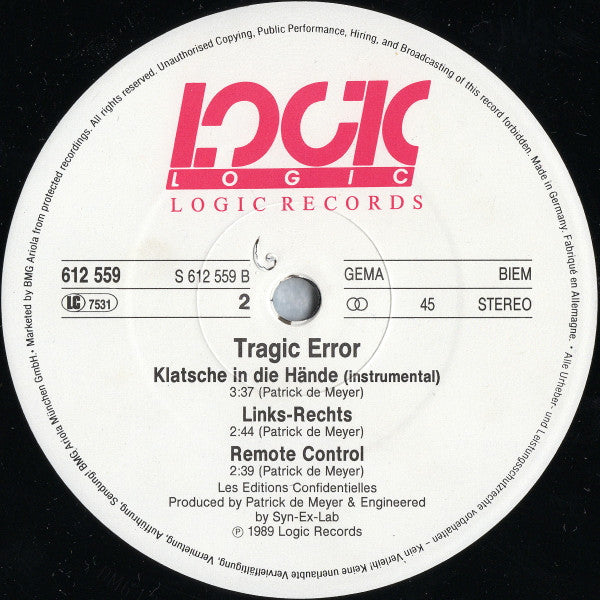 LOGIC
LOGIC
LOGIC RECORDS
612 559
S 612 559 B
GEMA
BIEM
LC 7531
2
45
STEREO
Tragic Error
Klatsche in die Hände (instrumental)
3:37 (Patrick de Meyer)
Links-Rechts
2:44 (Patrick de Meyer)
Remote Control
2:39 (Patrick de Meyer)
Les Editions Confidentielles
Produced by Patrick de Meyer & Engineered
by Syn-Ex-Lab
℗ 1989 Logic Records
Marketed by BMG Ariola from protected recordings. All rights reserved. Unauthorised Copying, Public Performance, Hiring, and Broadcasting of this record forbidden. Made in Germany. Fabriqué en Allemagne. • Alle Urheber- und Leistungsschutzrechte vorbehalten – Kein Verleih! Keine unerlaubte Vervielfältigung, Vermietung, Aufführung, Sendung! BMG Ariola München GmbH •